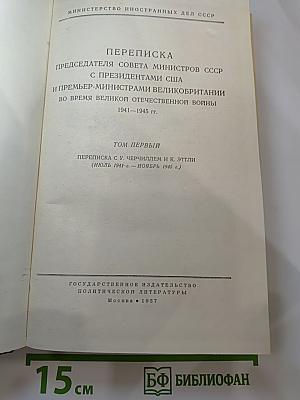 МИНИСТЕРСТВО ИНОСТРАННЫХ ДЕЛ СССР
ПЕРЕПИСКА
ПРЕДСЕДАТЕЛЯ СОВЕТА МИНИСТРОВ СССР
С ПРЕЗИДЕНТАМИ США
И ПРЕМЬЕР-МИНИСТРАМИ ВЕЛИКОБРИТАНИИ
ВО ВРЕМЯ ВЕЛИКОЙ ОТЕЧЕСТВЕННОЙ ВОЙНЫ
1941—1945 гг.
ТОМ ПЕРВЫЙ
ПЕРЕПИСКА С У. ЧЕРЧИЛЛЕМ И К. ЭТТЛИ
(ИЮЛЬ 1941 г. — НОЯБРЬ 1945 г.)
ГОСУДАРСТВЕННОЕ ИЗДАТЕЛЬСТВО
ПОЛИТИЧЕСКОЙ ЛИТЕРАТУРЫ
Москва • 1957
15 см БФ БИБЛИОФАН